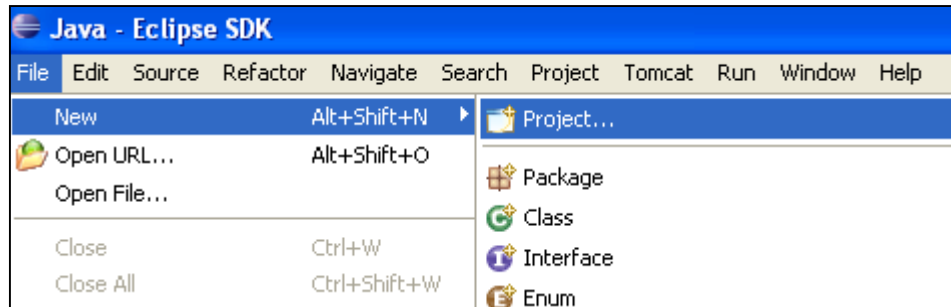 Java - Eclipse SDK
File Edit Source Refactor Navigate Search Project Tomcat Run Window Help
New Alt+Shift+N
Open URL... Alt+Shift+O
Open File...
Close Ctrl+W
Close All Ctrl+Shift+W
Project...
Package
Class
Interface
Enum